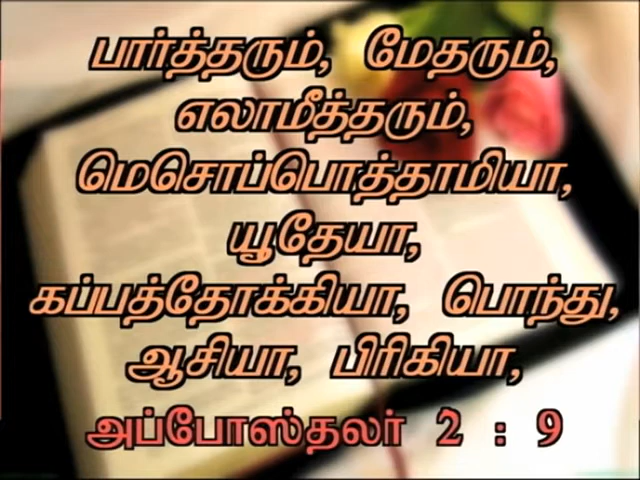 பார்த்தரும், மேதரும்,
எலாமீத்தரும்,
மெசொப்பொத்தாமியா,
யூதேயா,
கப்பத்தோக்கியா, பொந்து,
ஆசியா, பிரிகியா,
அப்போஸ்தலர் 2 : 9